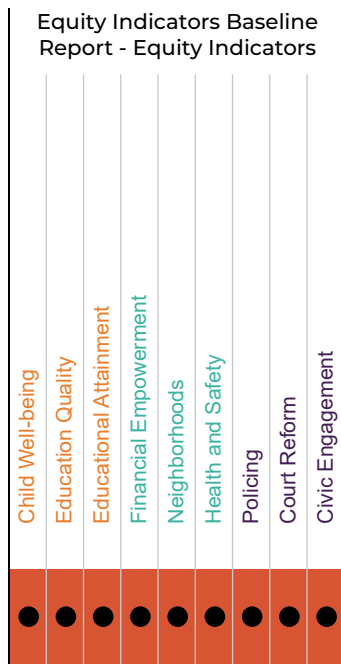 Equity Indicators Baseline
Report - Equity Indicators
Child Well-being
Education Quality
Educational Attainment
Financial Empowerment
Neighborhoods
Health and Safety
Policing
Court Reform
Civic Engagement